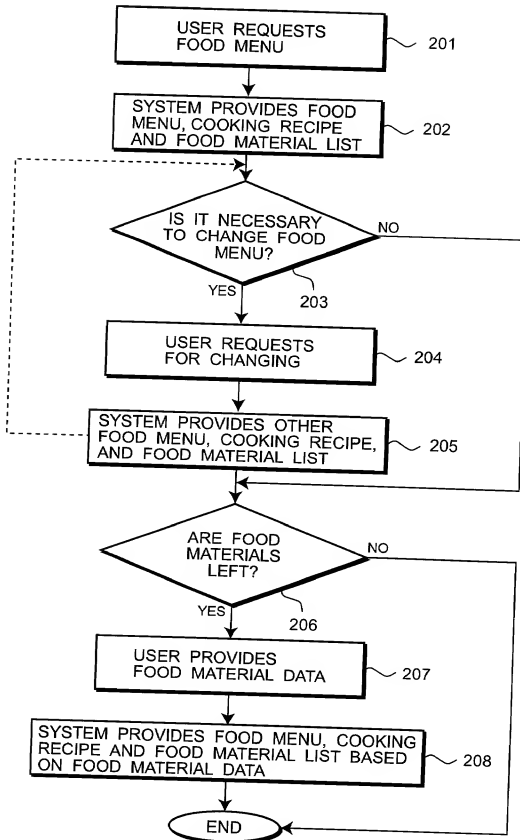 USER REQUESTS
FOOD MENU
201
SYSTEM PROVIDES FOOD
MENU, COOKING RECIPE
AND FOOD MATERIAL LIST
202
IS IT NECESSARY
TO CHANGE FOOD
MENU?
NO
YES
203
USER REQUESTS
FOR CHANGING
204
SYSTEM PROVIDES OTHER
FOOD MENU, COOKING RECIPE,
AND FOOD MATERIAL LIST
205
ARE FOOD
MATERIALS
LEFT?
NO
YES
206
USER PROVIDES
FOOD MATERIAL DATA
207
SYSTEM PROVIDES FOOD MENU, COOKING
RECIPE AND FOOD MATERIAL LIST BASED
ON FOOD MATERIAL DATA
208
END